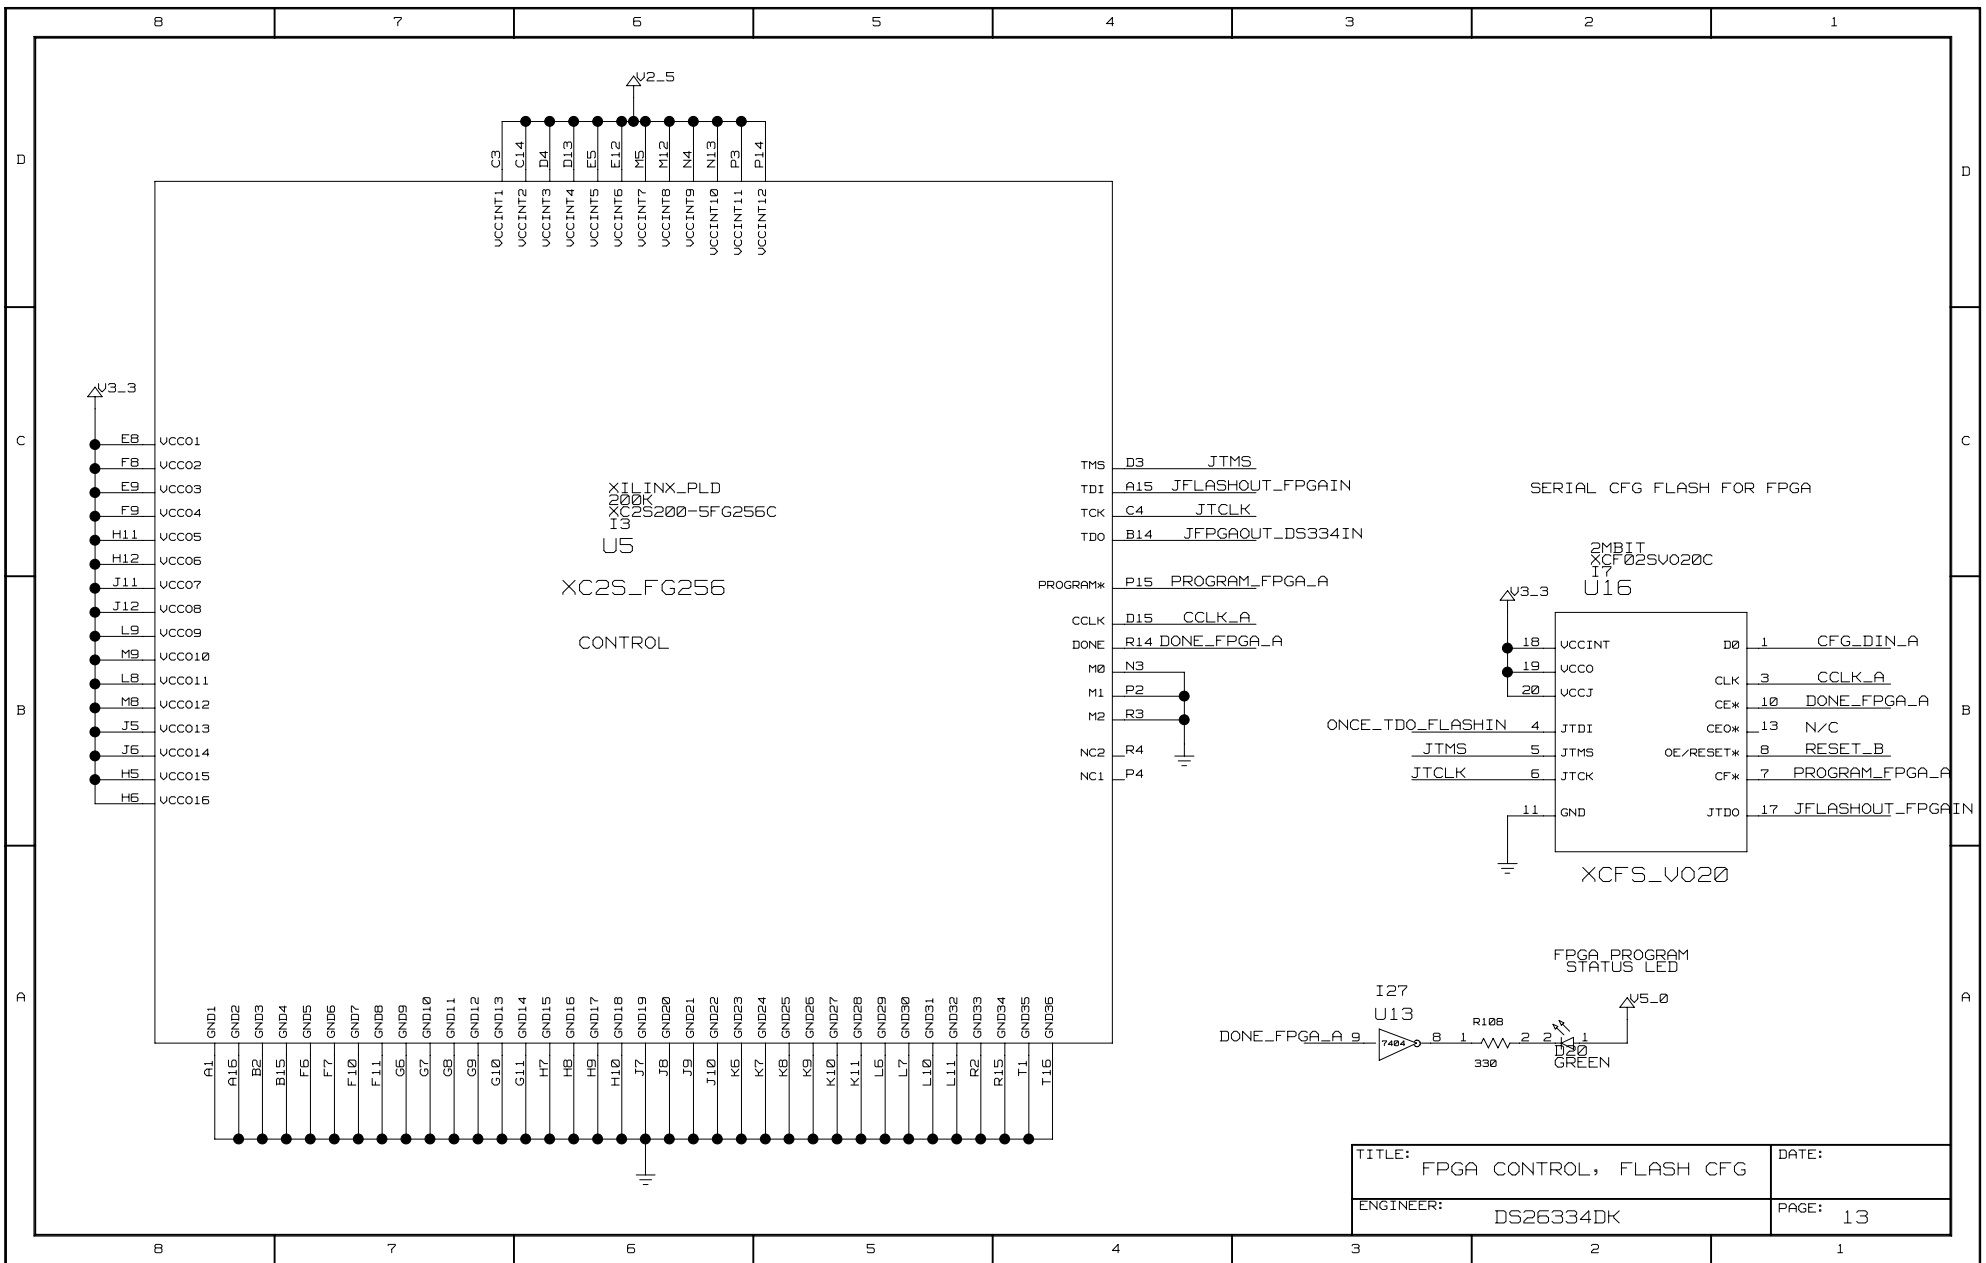 8 7 6 5 4 3 2 1
V2_5
C3 C14 D4 D13 E5 E12 M5 M12 N4 N13 P3 P14
VCCINT1 VCCINT2 VCCINT3 VCCINT4 VCCINT5 VCCINT6 VCCINT7 VCCINT8 VCCINT9 VCCINT10 VCCINT11 VCCINT12
D D
V3_3
C C
E8 VCCO1
F8 VCCO2
E9 VCCO3
F9 VCCO4
H11 VCCO5
H12 VCCO6
J11 VCCO7
J12 VCCO8
L9 VCCO9
M9 VCCO10
L8 VCCO11
M8 VCCO12
J5 VCCO13
J6 VCCO14
H5 VCCO15
H6 VCCO16
XILINX_PLD
200K
XC2S200-5FG256C
I3
U5
XC2S_FG256
CONTROL
TMS D3 JTMS
TDI A15 JFLASHOUT_FPGAIN
TCK C4 JTCLK
TDO B14 JFPGAOUT_DS334IN
PROGRAM* P15 PROGRAM_FPGA_A
CCLK D15 CCLK_A
DONE R14 DONE_FPGA_A
M0 N3
M1 P2
M2 R3
NC2 R4
NC1 P4
SERIAL CFG FLASH FOR FPGA
2MBIT
XCF02SVO20C
I7
U16
V3_3
18 VCCINT D0 1 CFG_DIN_A
19 VCCO CLK 3 CCLK_A
20 VCCJ CE* 10 DONE_FPGA_A
B B
ONCE_TDO_FLASHIN 4 JTDI CEO* 13 N/C
JTMS 5 JTMS OE/RESET* 8 RESET_B
JTCLK 6 JTCK CF* 7 PROGRAM_FPGA_A
11 GND JTDO 17 JFLASHOUT_FPGAIN
XCFS_VO20
A A
GND1 GND2 GND3 GND4 GND5 GND6 GND7 GND8 GND9 GND10 GND11 GND12 GND13 GND14 GND15 GND16 GND17 GND18 GND19 GND20 GND21 GND22 GND23 GND24 GND25 GND26 GND27 GND28 GND29 GND30 GND31 GND32 GND33 GND34 GND35 GND36
A1 A16 B2 B15 F6 F7 F10 F11 G6 G7 G8 G9 G10 G11 H7 H8 H9 H10 J7 J8 J9 J10 K6 K7 K8 K9 K10 K11 L6 L7 L10 L11 R2 R15 T1 T16
FPGA PROGRAM
STATUS LED
I27
U13
V5_0
R108
DONE_FPGA_A 9 7404 8 1 2 2 1
330
D20
GREEN
TITLE: FPGA CONTROL, FLASH CFG
DATE:
ENGINEER: DS26334DK
PAGE: 13
8 7 6 5 4 3 2 1